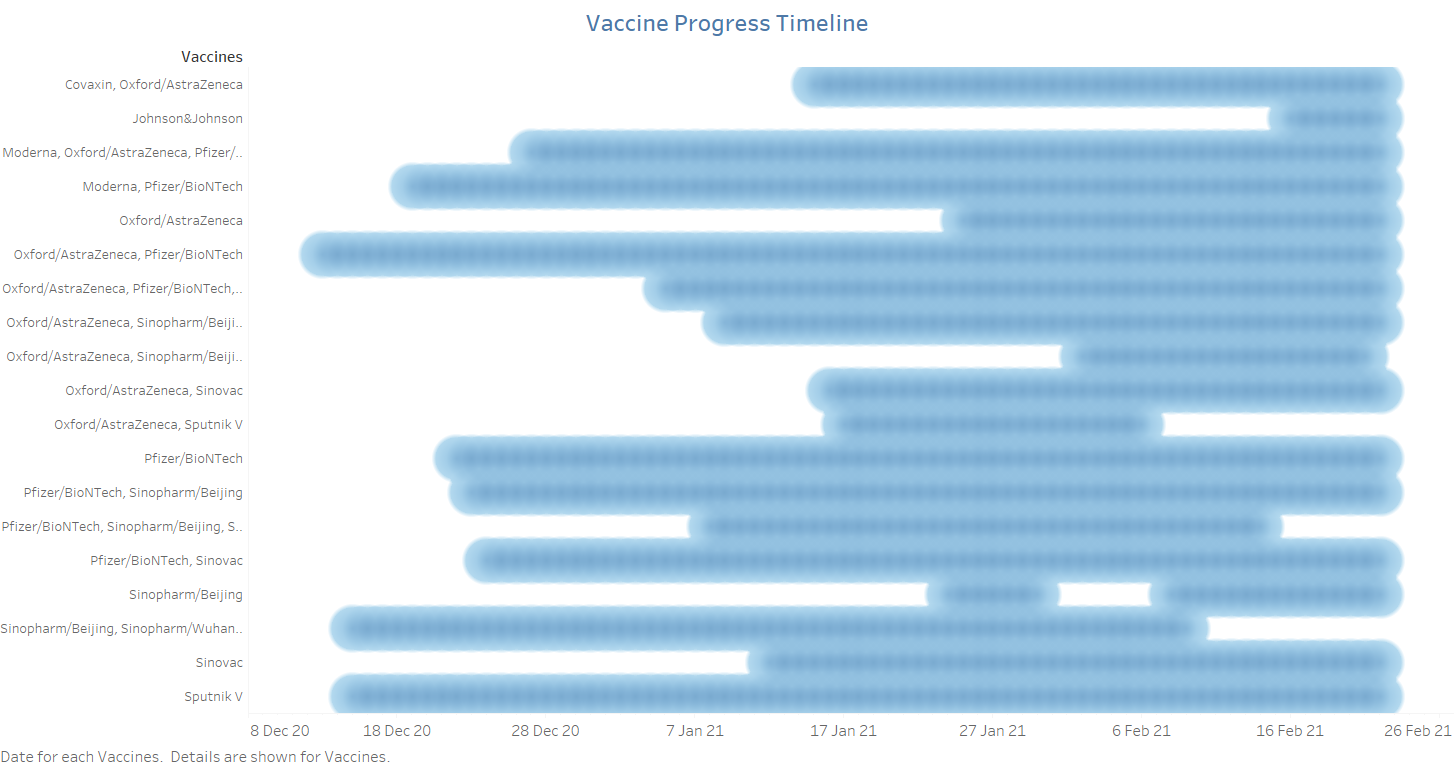 Vaccine Progress Timeline
Vaccines
Covaxin, Oxford/AstraZeneca
Johnson&Johnson
Moderna, Oxford/AstraZeneca, Pfizer/..
Moderna, Pfizer/BioNTech
Oxford/AstraZeneca
Oxford/AstraZeneca, Pfizer/BioNTech
Oxford/AstraZeneca, Pfizer/BioNTech,..
Oxford/AstraZeneca, Sinopharm/Beiji..
Oxford/AstraZeneca, Sinopharm/Beiji..
Oxford/AstraZeneca, Sinovac
Oxford/AstraZeneca, Sputnik V
Pfizer/BioNTech
Pfizer/BioNTech, Sinopharm/Beijing
Pfizer/BioNTech, Sinopharm/Beijing, S..
Pfizer/BioNTech, Sinovac
Sinopharm/Beijing
Sinopharm/Beijing, Sinopharm/Wuhan..
Sinovac
Sputnik V
8 Dec 20 18 Dec 20 28 Dec 20 7 Jan 21 17 Jan 21 27 Jan 21 6 Feb 21 16 Feb 21 26 Feb 21
Date for each Vaccines. Details are shown for Vaccines.